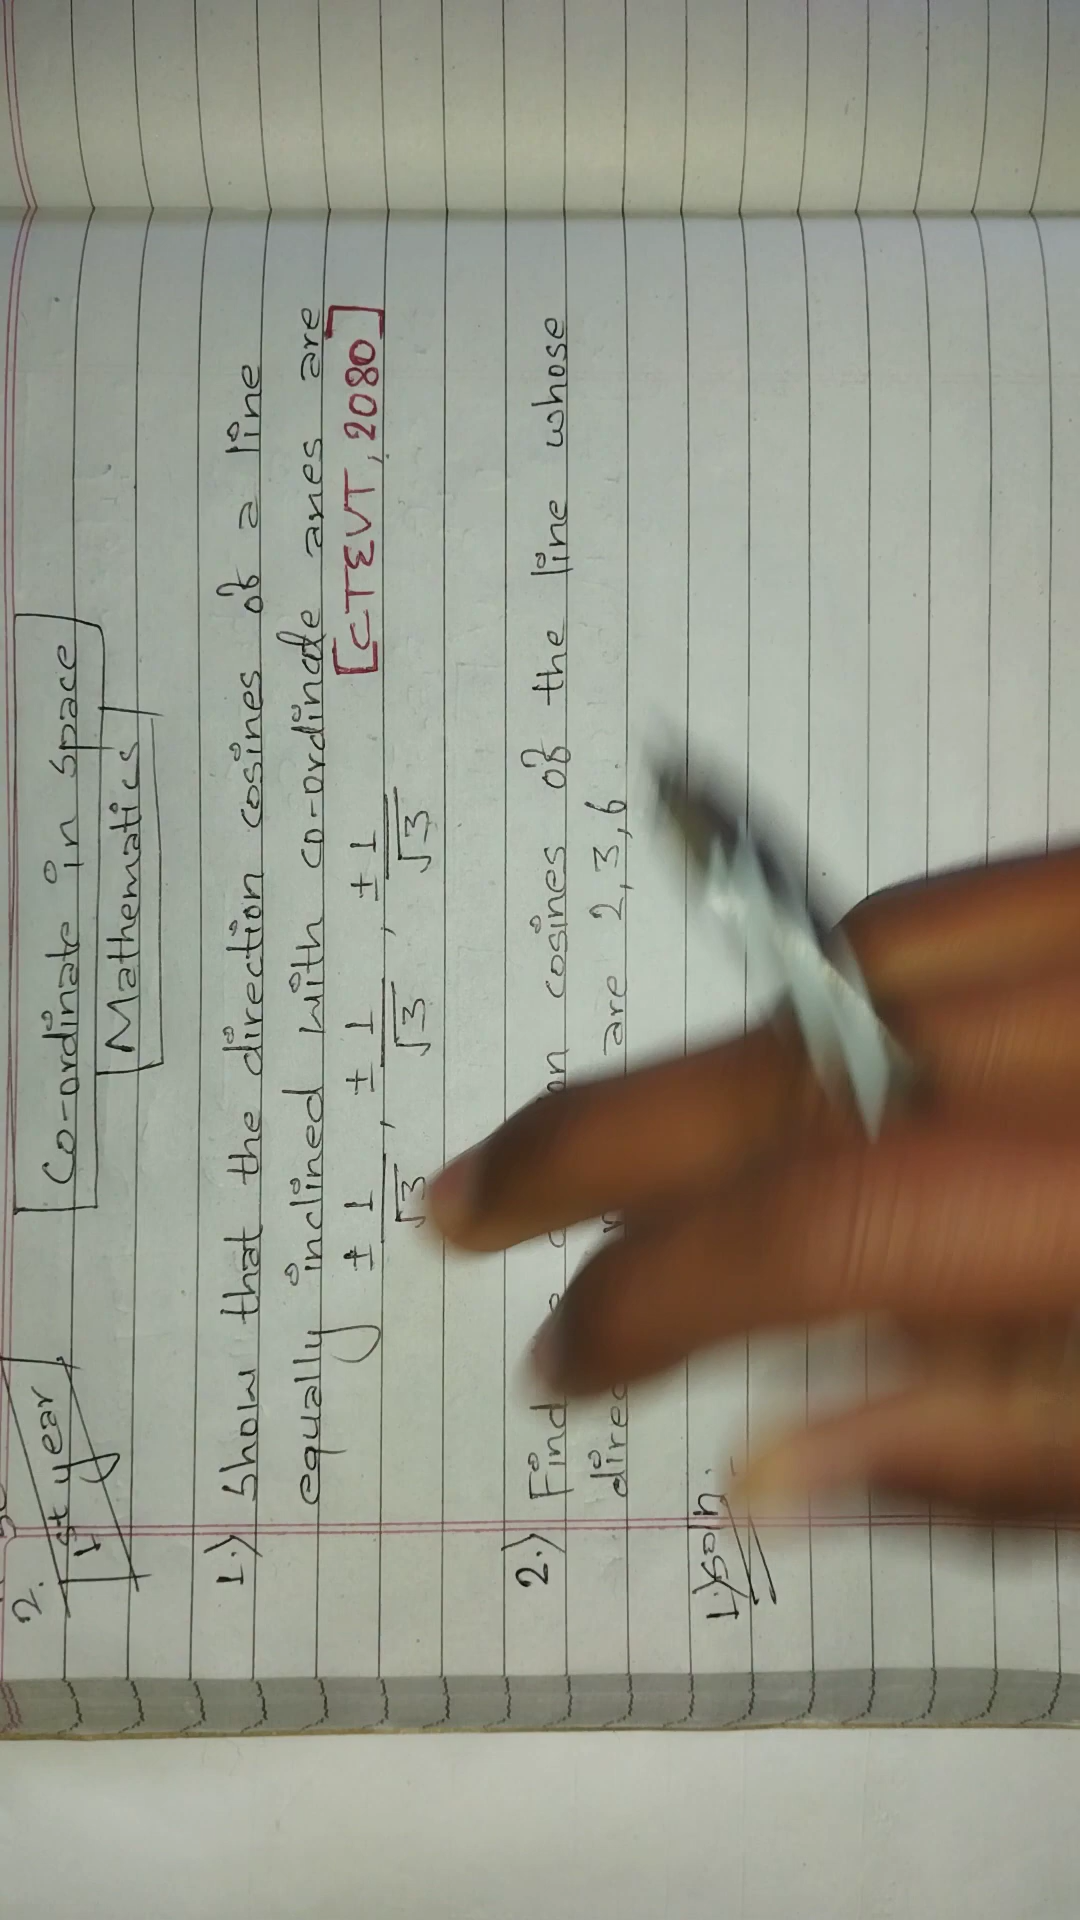 Co-ordinate in space
2.
1st year
Mathematics
1.) Show that the direction cosines of a line
equally inclined with co-ordinate axes are
± 1/√3, ± 1/√3, ± 1/√3 [CTEVT, 2080]
2.) Find cosines of the line whose
are 2, 3, 6.
1.) soln.